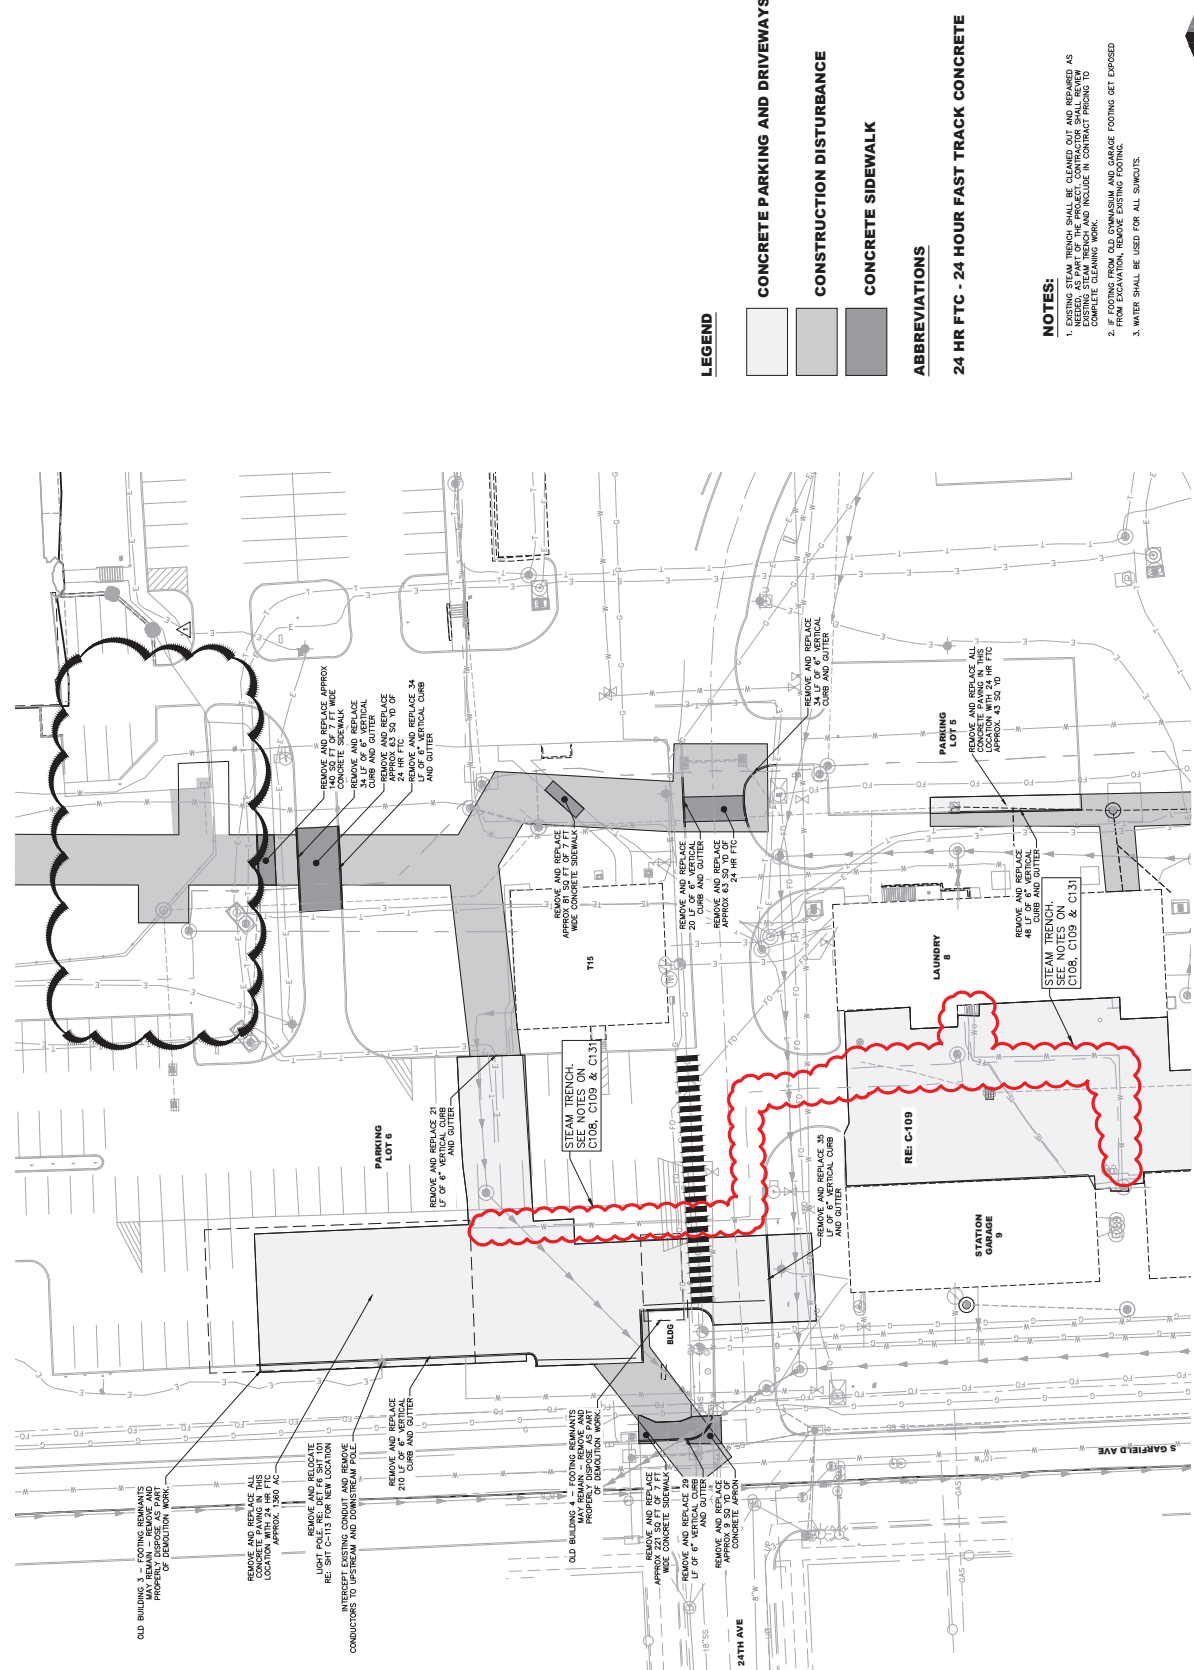 LEGEND
CONCRETE PARKING AND DRIVEWAYS
CONSTRUCTION DISTURBANCE
CONCRETE SIDEWALK
ABBREVIATIONS
24 HR FTC - 24 HOUR FAST TRACK CONCRETE
NOTES:
1. EXISTING STEAM TRENCH SHALL BE CLEANED OUT AND REPAIRED AS
NEEDED, AS PART OF THE PROJECT. CONTRACTOR SHALL REVIEW
EXISTING STEAM TRENCH AND INCLUDE IN CONTRACT PRICING TO
COMPLETE CLEANING WORK.
2. IF FOOTING FROM OLD GYMNASIUM AND GARAGE FOOTING GET EXPOSED
FROM EXCAVATION, REMOVE EXISTING FOOTING.
3. WATER SHALL BE USED FOR ALL SUWCUTS.
REMOVE AND REPLACE APPROX
140 SQ FT OF 7 FT WIDE
CONCRETE SIDEWALK
REMOVE AND REPLACE
34 LF OF 6" VERTICAL
CURB AND GUTTER
REMOVE AND REPLACE
APPROX 63 SQ YD OF
24 HR FTC
REMOVE AND REPLACE 34
LF OF 6" VERTICAL CURB
AND GUTTER
REMOVE AND REPLACE
34 LF OF 6" VERTICAL
CURB AND GUTTER
PARKING
LOT 5
REMOVE AND REPLACE ALL
CONCRETE PAVING IN THIS
LOCATION WITH 24 HR FTC
APPROX. 43 SQ YD
REMOVE AND REPLACE
APPROX 811 SQ FT OF 7 FT
WIDE CONCRETE SIDEWALK
REMOVE AND REPLACE
20 LF OF 6" VERTICAL
CURB AND GUTTER
REMOVE AND REPLACE
APPROX 63 SQ YD OF
24 HR FTC
REMOVE AND REPLACE
48 LF OF 6" VERTICAL
CURB AND GUTTER
T15
LAUNDRY
8
STEAM TRENCH.
SEE NOTES ON
C108, C109 & C131
PARKING
LOT 6
REMOVE AND REPLACE 21
LF OF 6" VERTICAL CURB
AND GUTTER
STEAM TRENCH.
SEE NOTES ON
C108, C109 & C131
RE: C-109
REMOVE AND REPLACE 35
LF OF 6" VERTICAL CURB
AND GUTTER
STATION
GARAGE
9
BLDG
OLD BUILDING 3 - FOOTING REMNANTS
MAY REMAIN - REMOVE AND
PROPERLY DISPOSE AS PART
OF DEMOLITION WORK.
REMOVE AND REPLACE ALL
CONCRETE PAVING IN THIS
LOCATION WITH 24 HR FTC
APPROX. 1360 AC
REMOVE AND RELOCATE
LIGHT POLE. RE: DET F6 SHT 101
RE: SHT C-113 FOR NEW LOCATION
INTERCEPT EXISTING CONDUIT AND REMOVE
CONDUCTORS TO UPSTREAM AND DOWNSTREAM POLE.
REMOVE AND REPLACE
210 LF OF 6" VERTICAL
CURB AND GUTTER
OLD BUILDING 4 - FOOTING REMNANTS
MAY REMAIN - REMOVE AND
PROPERLY DISPOSE AS PART
OF DEMOLITION WORK.
REMOVE AND REPLACE
APPROX 221 SQ FT OF 7 FT
WIDE CONCRETE SIDEWALK
REMOVE AND REPLACE 29
LF OF 6" VERTICAL CURB
AND GUTTER
REMOVE AND REPLACE
APPROX 9 SQ YD OF
CONCRETE APRON
24TH AVE
S GARFIELD AVE
18"SS
8"W
10"W
GAS
GAS